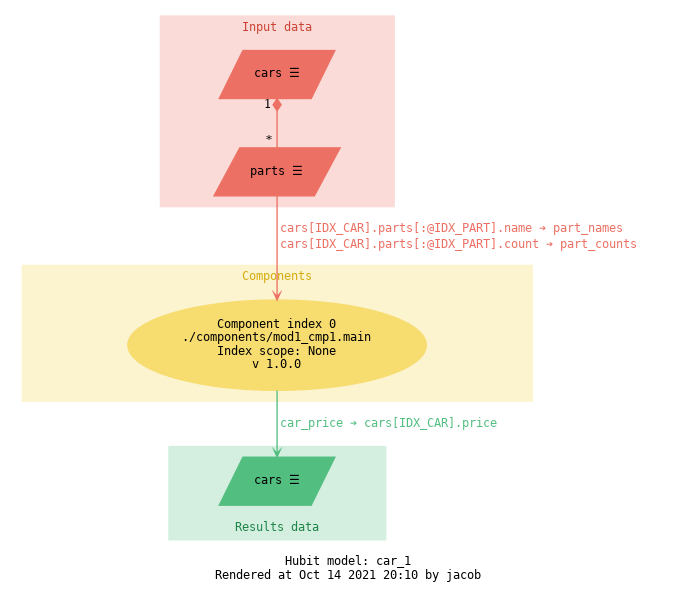 Input data
cars ☰
1
*
parts ☰
cars[IDX_CAR].parts[:@IDX_PART].name ➔ part_names
cars[IDX_CAR].parts[:@IDX_PART].count ➔ part_counts
Components
Component index 0
./components/mod1_cmp1.main
Index scope: None
v 1.0.0
car_price ➔ cars[IDX_CAR].price
cars ☰
Results data
Hubit model: car_1
Rendered at Oct 14 2021 20:10 by jacob